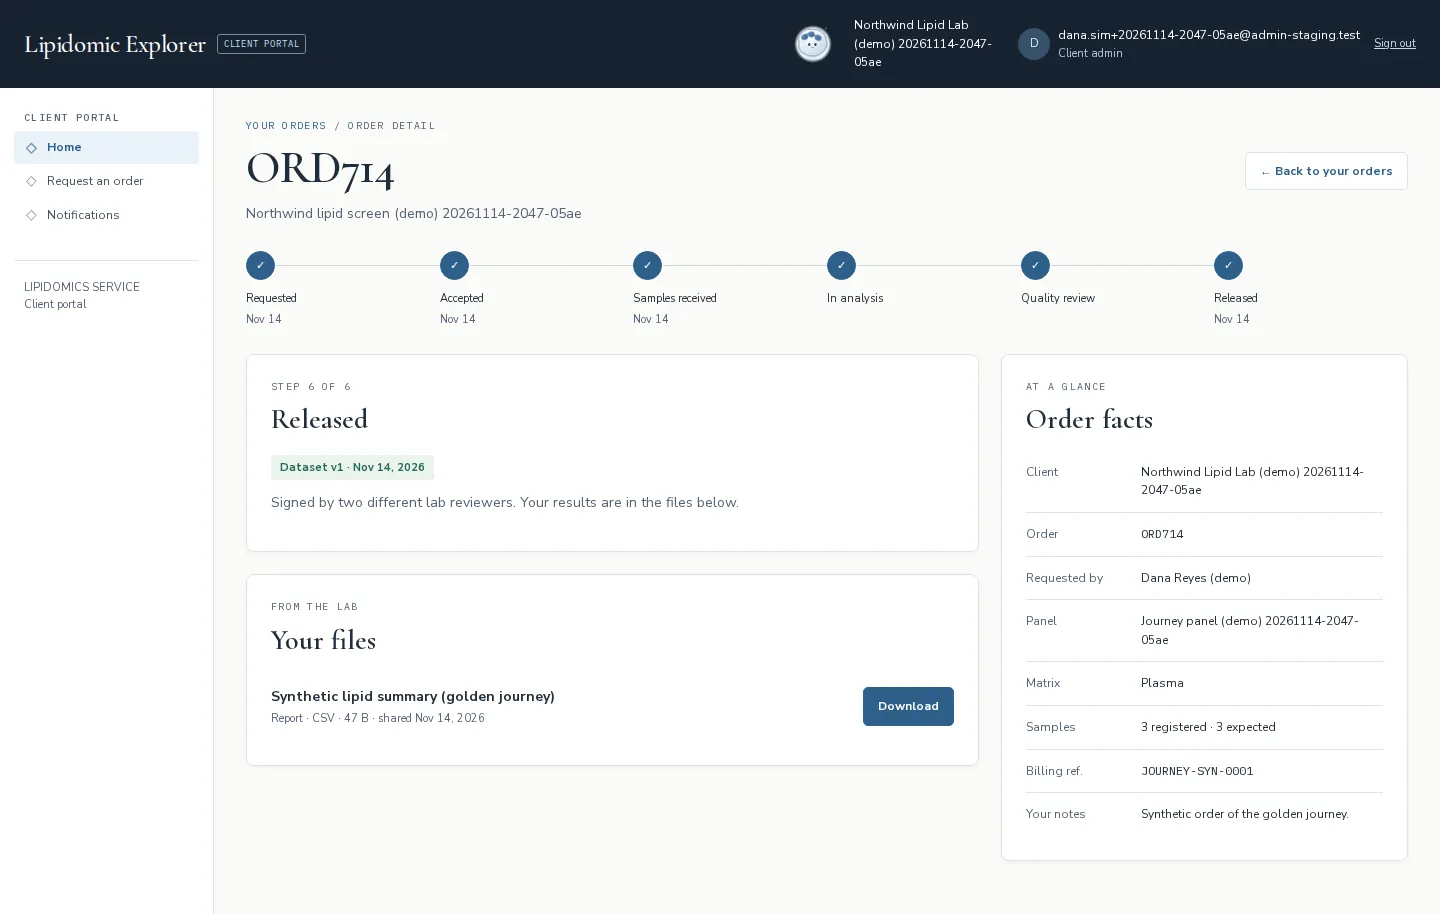 Lipidomic Explorer
CLIENT PORTAL
Northwind Lipid Lab
(demo) 20261114-2047-
05ae
D
dana.sim+20261114-2047-05ae@admin-staging.test
Client admin
Sign out
CLIENT PORTAL
Home
Request an order
Notifications
LIPIDOMICS SERVICE
Client portal
YOUR ORDERS / ORDER DETAIL
ORD714
← Back to your orders
Northwind lipid screen (demo) 20261114-2047-05ae
✓ ✓ ✓ ✓ ✓ ✓
Requested
Nov 14
Accepted
Nov 14
Samples received
Nov 14
In analysis
Quality review
Released
Nov 14
STEP 6 OF 6
Released
Dataset v1 · Nov 14, 2026
Signed by two different lab reviewers. Your results are in the files below.
FROM THE LAB
Your files
Synthetic lipid summary (golden journey)
Report · CSV · 47 B · shared Nov 14, 2026
Download
AT A GLANCE
Order facts
Client
Northwind Lipid Lab (demo) 20261114-
2047-05ae
Order
ORD714
Requested by
Dana Reyes (demo)
Panel
Journey panel (demo) 20261114-2047-
05ae
Matrix
Plasma
Samples
3 registered · 3 expected
Billing ref.
JOURNEY-SYN-0001
Your notes
Synthetic order of the golden journey.